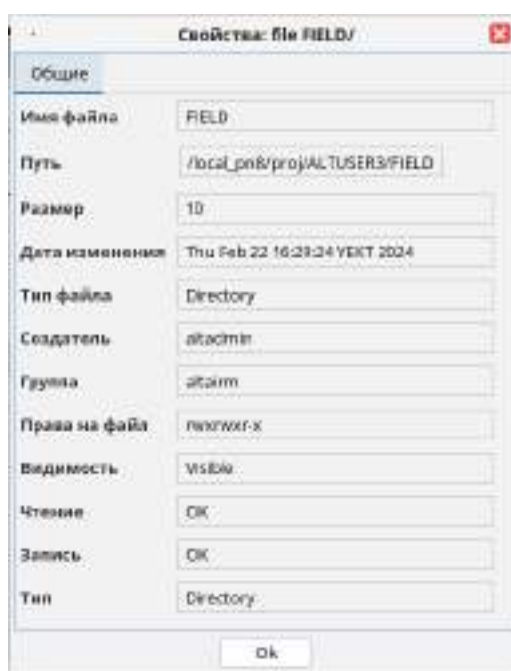 Свойства: file FIELD/
Общие
Имя файла FIELD
Путь /local_pn8/proj/ALTUSER3/FIELD
Размер 10
Дата изменения Thu Feb 22 16:29:24 YEKT 2024
Тип файла Directory
Создатель altadmin
Группа altairm
Права на файл rwxrwxr-x
Видимость Visible
Чтение OK
Запись OK
Тип Directory
Ok